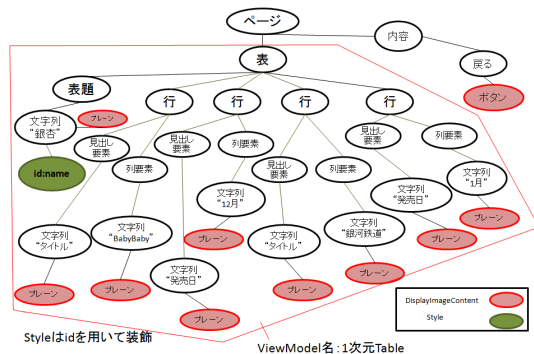 ページ
内容
表
戻る
表題
行
行
行
行
ボタン
文字列
"銀杏"
プレーン
見出し
要素
見出し
要素
列要素
見出し
要素
列要素
列要素
見出し
要素
列要素
id:name
文字列
"12月"
文字列
"発売日"
文字列
"1月"
文字列
"タイトル"
文字列
"BabyBaby"
文字列
"タイトル"
文字列
"銀河鉄道"
プレーン
プレーン
プレーン
文字列
"発売日"
プレーン
プレーン
プレーン
プレーン
プレーン
DisplayImageContent
Style
Styleはidを用いて装飾
ViewModel名：1次元Table